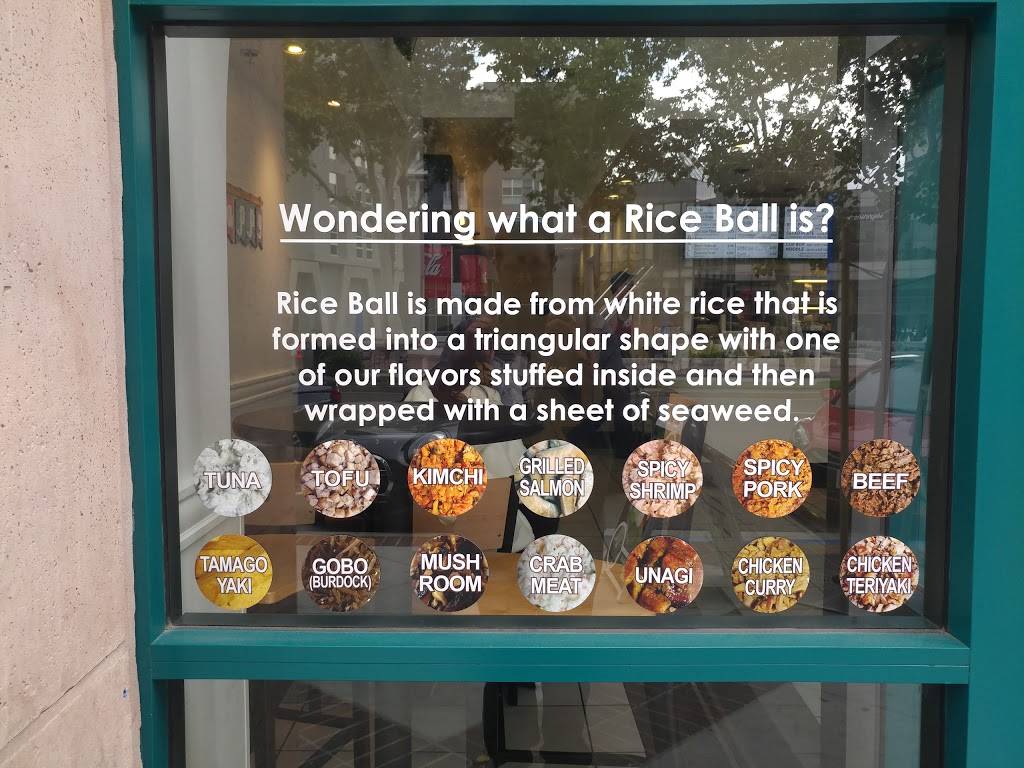 Wondering what a Rice Ball is?
Rice Ball is made from white rice that is
formed into a triangular shape with one
of our flavors stuffed inside and then
wrapped with a sheet of seaweed.
TUNA
TOFU
KIMCHI
GRILLED
SALMON
SPICY
SHRIMP
SPICY
PORK
BEEF
TAMAGO
YAKI
GOBO
(BURDOCK)
MUSH
ROOM
CRAB
MEAT
UNAGI
CHICKEN
CURRY
CHICKEN
TERIYAKI